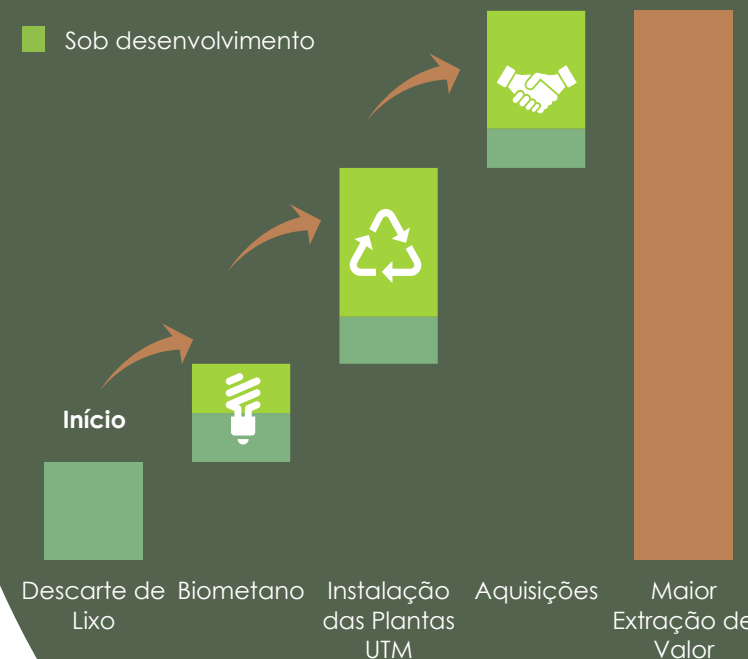 Sob desenvolvimento
Início
Descarte de
Lixo
Biometano
Instalação
das Plantas
UTM
Aquisições
Maior
Extração de
Valor